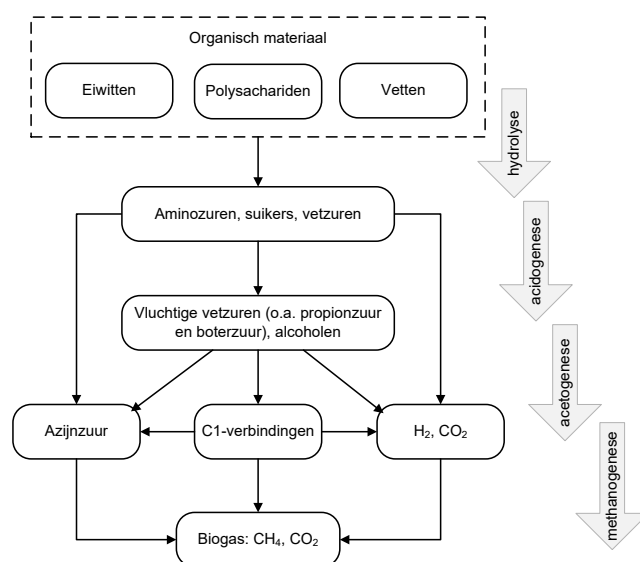 Organisch materiaal
Eiwitten
Polysachariden
Vetten
hydrolyse
Aminozuren, suikers, vetzuren
acidogenese
Vluchtige vetzuren (o.a. propionzuur
en boterzuur), alcoholen
acetogenese
Azijnzuur
C1-verbindingen
H₂, CO₂
methanogenese
Biogas: CH₄, CO₂